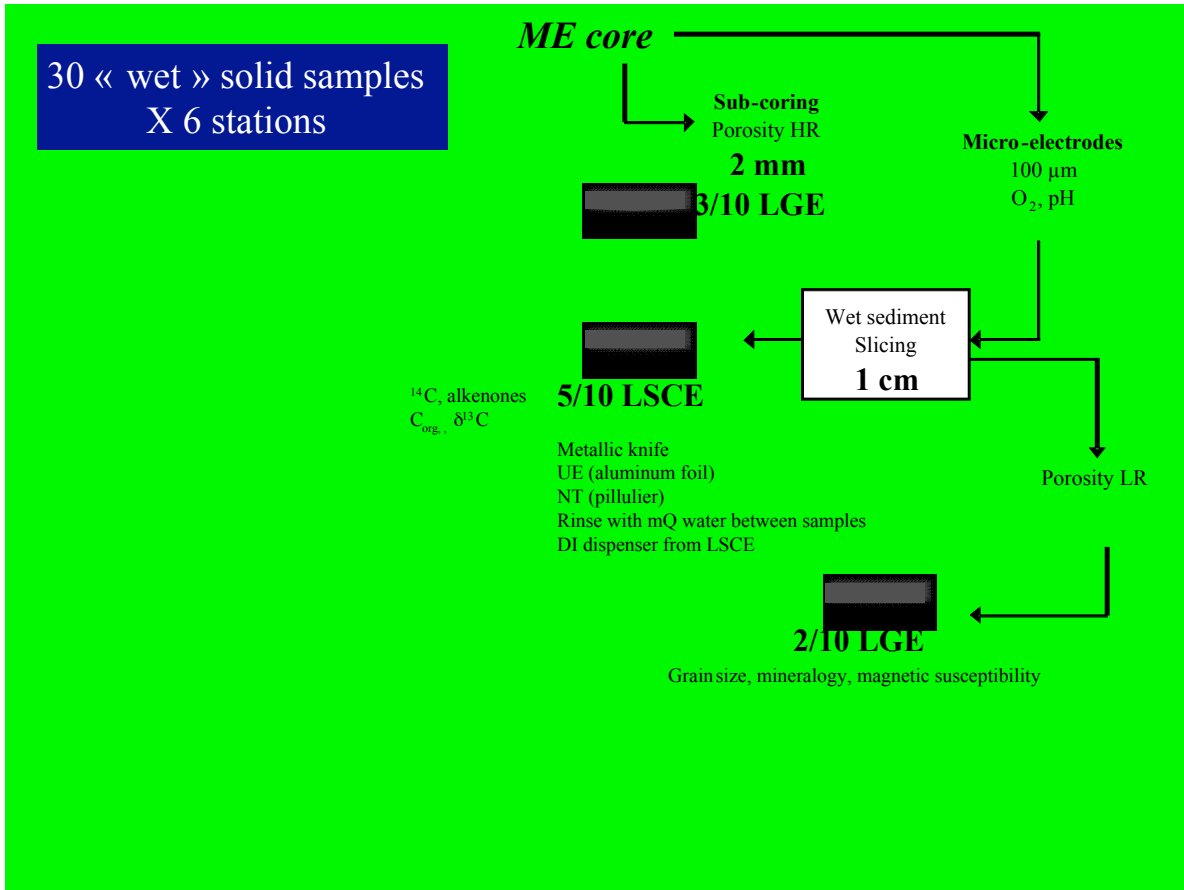 30 « wet » solid samples
X 6 stations
ME core
Sub-coring
Porosity HR
2 mm
3/10 LGE
Micro-electrodes
100 µm
O₂, pH
Wet sediment
Slicing
1 cm
¹⁴C, alkenones
C_org., δ¹³C
5/10 LSCE
Metallic knife
UE (aluminum foil)
NT (pillulier)
Rinse with mQ water between samples
DI dispenser from LSCE
Porosity LR
2/10 LGE
Grain size, mineralogy, magnetic susceptibility